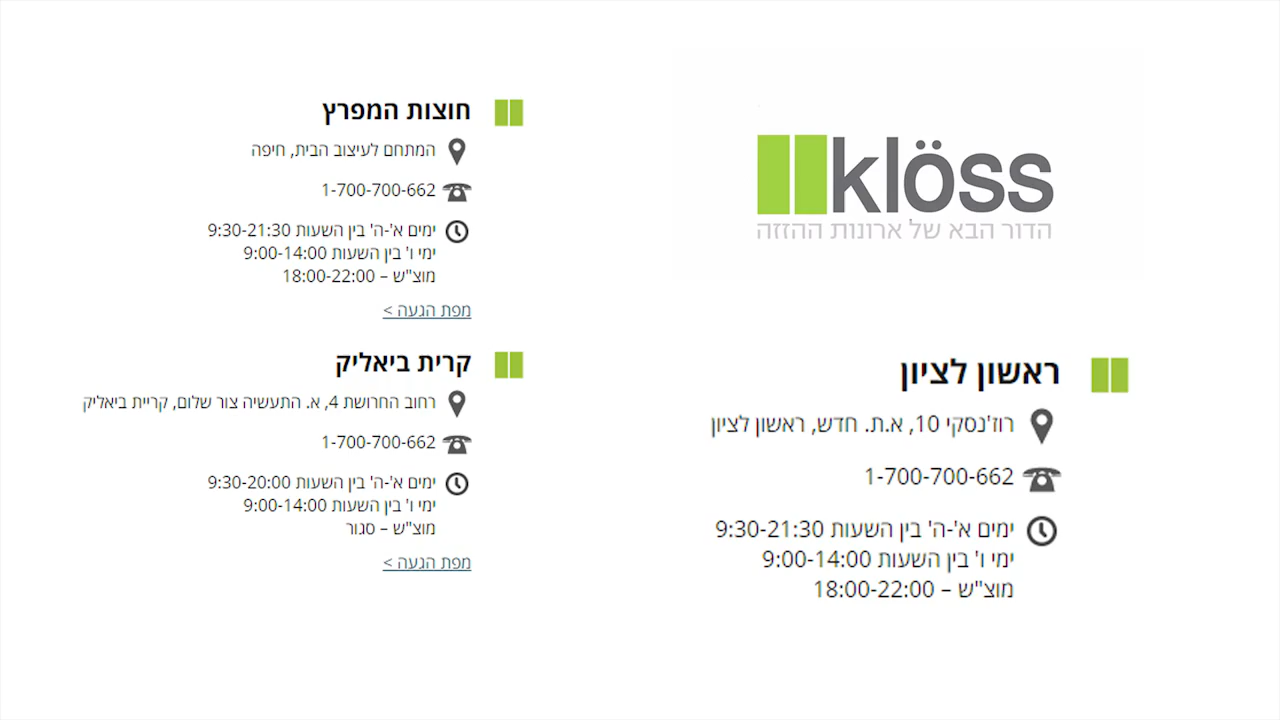 klöss
הדור הבא של ארונות ההזזה
ראשון לציון
רוז'נסקי 10, א.ת. חדש, ראשון לציון
1-700-700-662
ימים א'-ה' בין השעות 9:30-21:30
ימי ו' בין השעות 9:00-14:00
מוצ"ש – 18:00-22:00
חוצות המפרץ
המתחם לעיצוב הבית, חיפה
1-700-700-662
ימים א'-ה' בין השעות 9:30-21:30
ימי ו' בין השעות 9:00-14:00
מוצ"ש – 18:00-22:00
מפת הגעה >
קרית ביאליק
רחוב החרושת 4, א. התעשיה צור שלום, קריית ביאליק
1-700-700-662
ימים א'-ה' בין השעות 9:30-20:00
ימי ו' בין השעות 9:00-14:00
מוצ"ש – סגור
מפת הגעה >